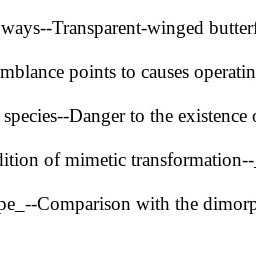 ways--Transparent-winged butterf
mblance points to causes operatin
species--Danger to the existence
dition of mimetic transformation--_
pe_--Comparison with the dimorp